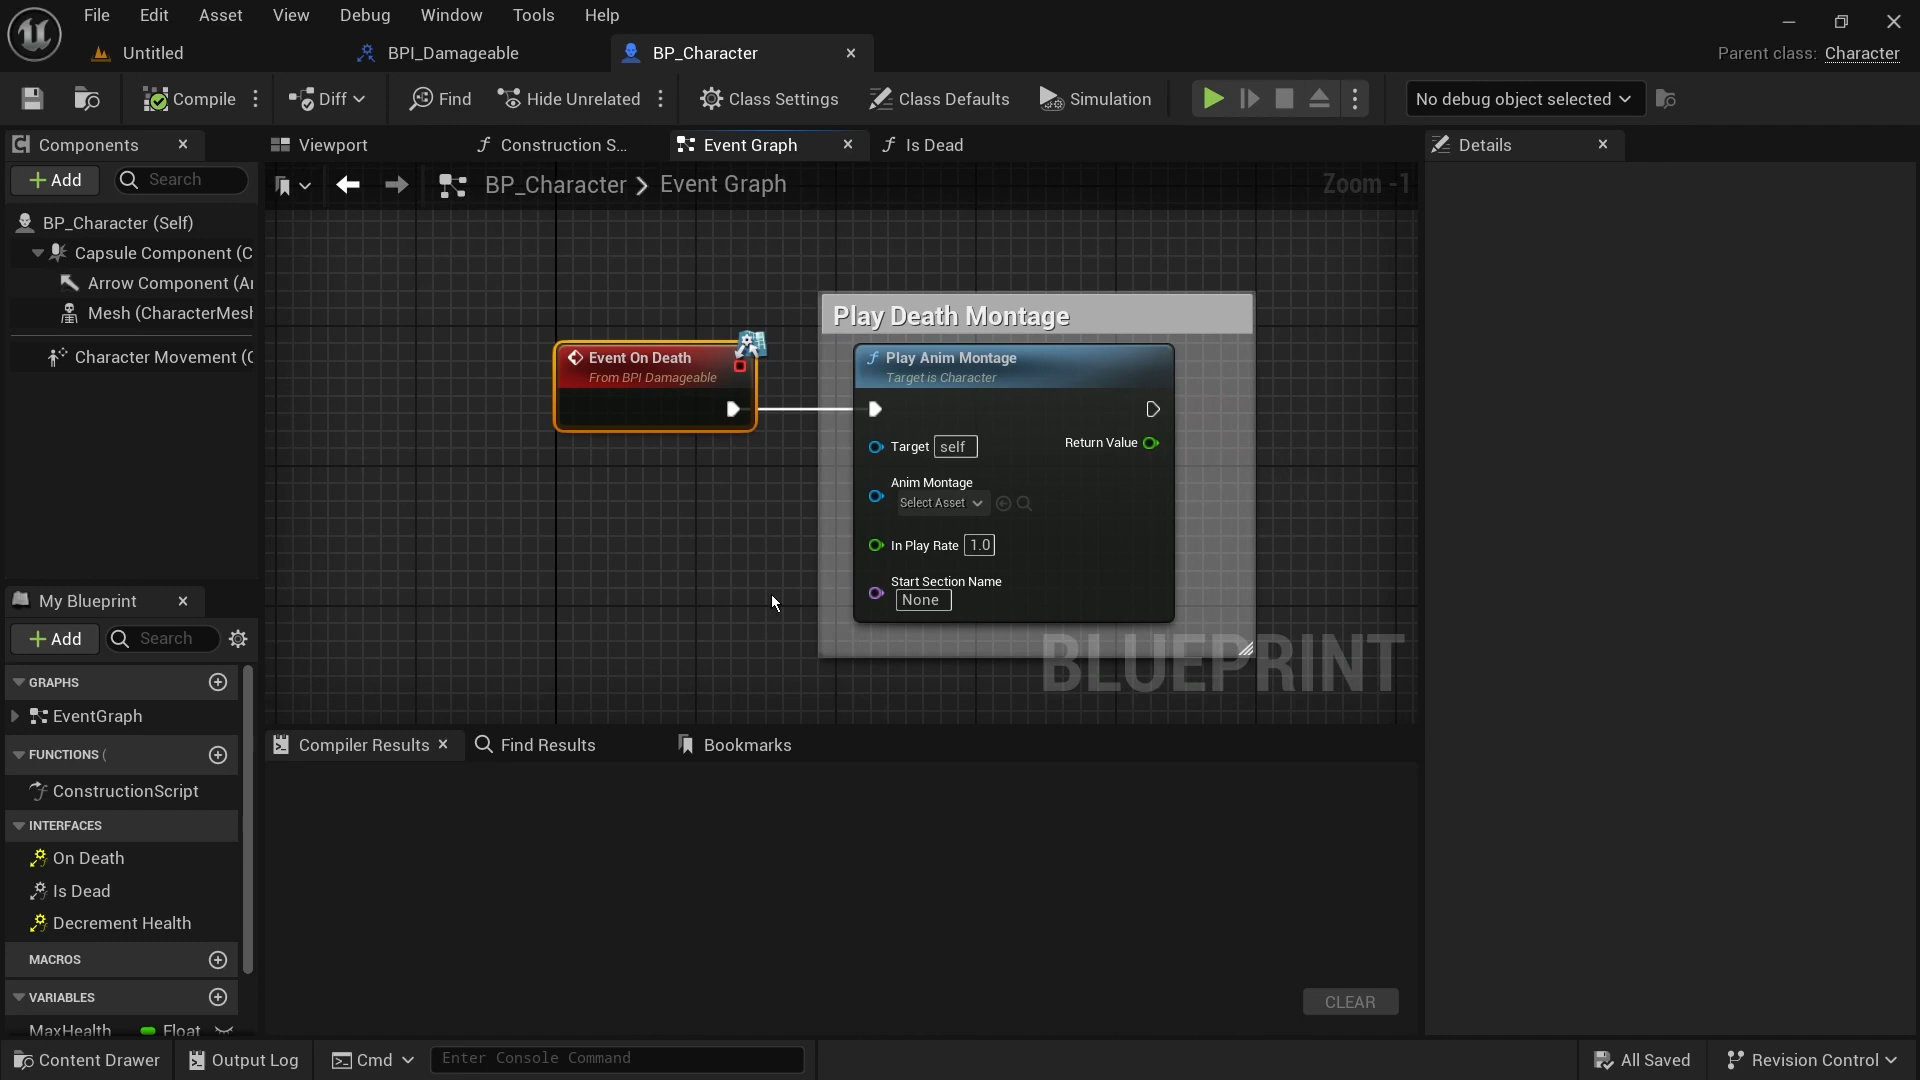 File Edit Asset View Debug Window Tools Help
Untitled BPI_Damageable BP_Character Parent class: Character
Compile Diff Find Hide Unrelated Class Settings Class Defaults Simulation No debug object selected
Components Viewport Construction S... Event Graph Is Dead Details
Add Search BP_Character Event Graph Zoom -1
BP_Character (Self)
Capsule Component (C
Arrow Component (Ar
Mesh (CharacterMesh
Character Movement (C
Play Death Montage
Event On Death
From BPI Damageable
Play Anim Montage
Target is Character
Target self
Return Value
Anim Montage
Select Asset
In Play Rate 1.0
Start Section Name
None
BLUEPRINT
My Blueprint
Add Search
GRAPHS
EventGraph
FUNCTIONS (
ConstructionScript
INTERFACES
On Death
Is Dead
Decrement Health
MACROS
VARIABLES
MaxHealth Float
Compiler Results Find Results Bookmarks
CLEAR
Content Drawer Output Log Cmd Enter Console Command All Saved Revision Control